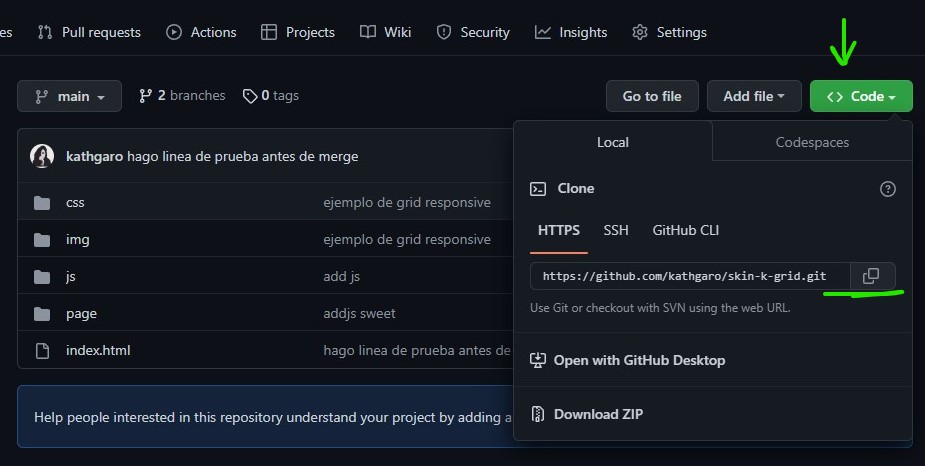 es Pull requests Actions Projects Wiki Security Insights Settings
main 2 branches 0 tags Go to file Add file <> Code
kathgaro hago linea de prueba antes de merge
css ejemplo de grid responsive
img ejemplo de grid responsive
js add js
page addjs sweet
index.html hago linea de prueba antes de
Help people interested in this repository understand your project by adding a
Local Codespaces
Clone
HTTPS SSH GitHub CLI
https://github.com/kathgaro/skin-k-grid.git
Use Git or checkout with SVN using the web URL.
Open with GitHub Desktop
Download ZIP